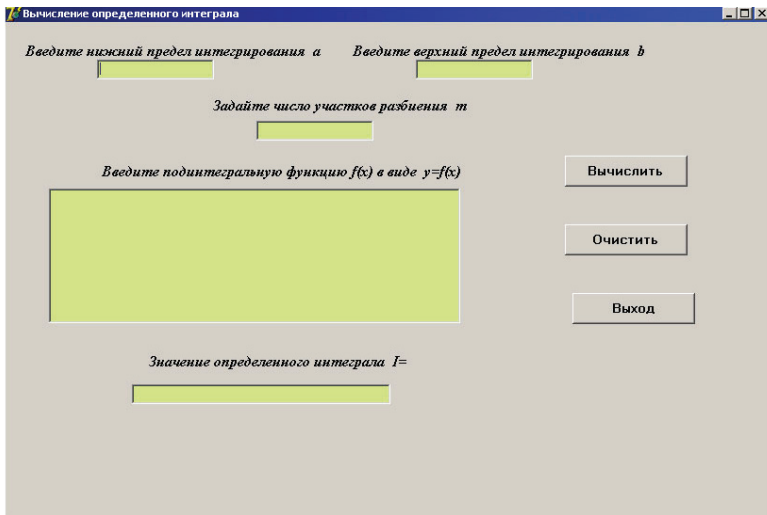 Вычисление определенного интеграла
Введите нижний предел интегрирования a
Введите верхний предел интегрирования b
Задайте число участков разбиения m
Введите подинтегральную функцию f(x) в виде y=f(x)
Вычислить
Очистить
Выход
Значение определенного интеграла I=